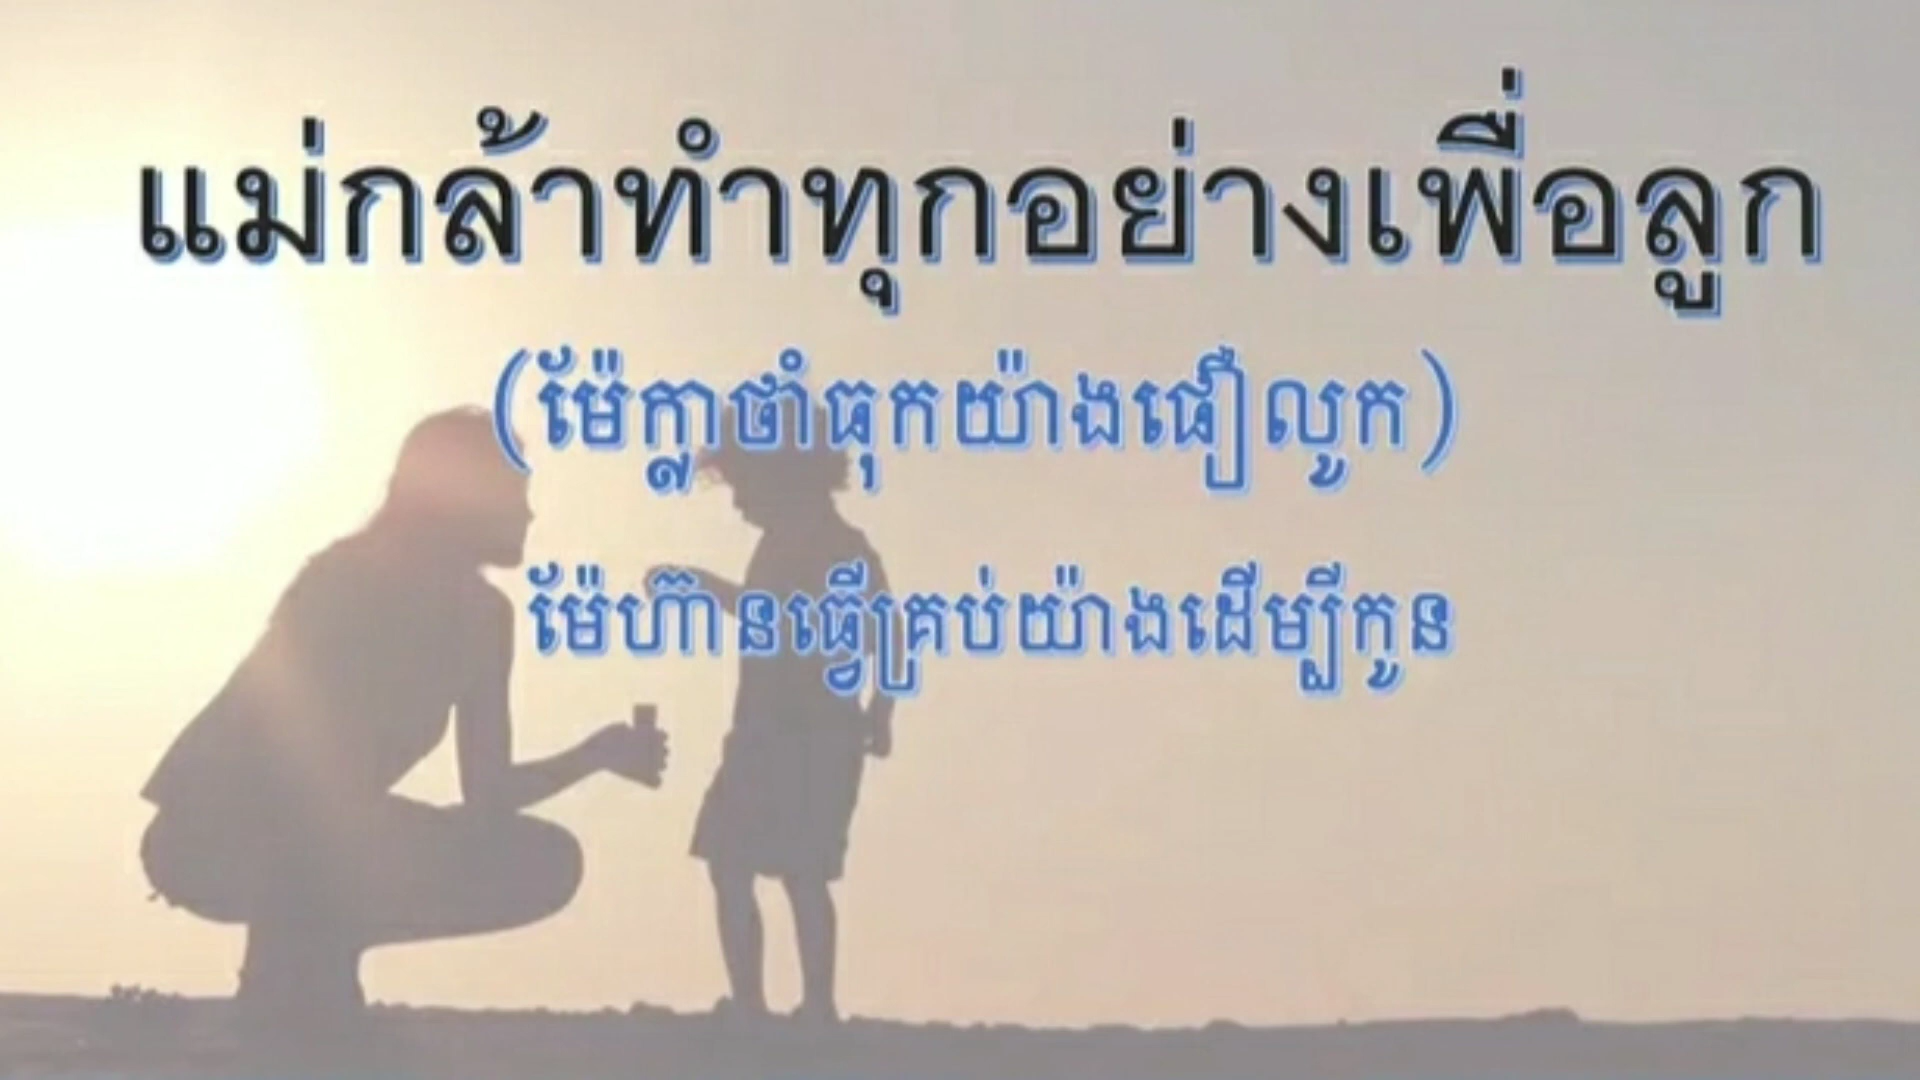 แม่กล้าทำทุกอย่างเพื่อลูก
(ម៉ែក្លាថាំធុកយ៉ាងផឿលូក)
ម៉ែហ៊ានធ្វើគ្រប់យ៉ាងដើម្បីកូន